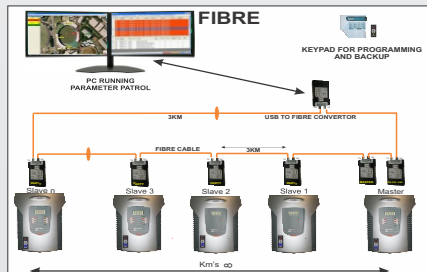 FIBRE
KEYPAD FOR PROGRAMMING
AND BACKUP
PC RUNNING
PARAMETER PATROL
3KM
USB TO FIBRE CONVERTOR
FIBRE CABLE
3KM
Slave n
Slave 3
Slave 2
Slave 1
Master
Km's ∞